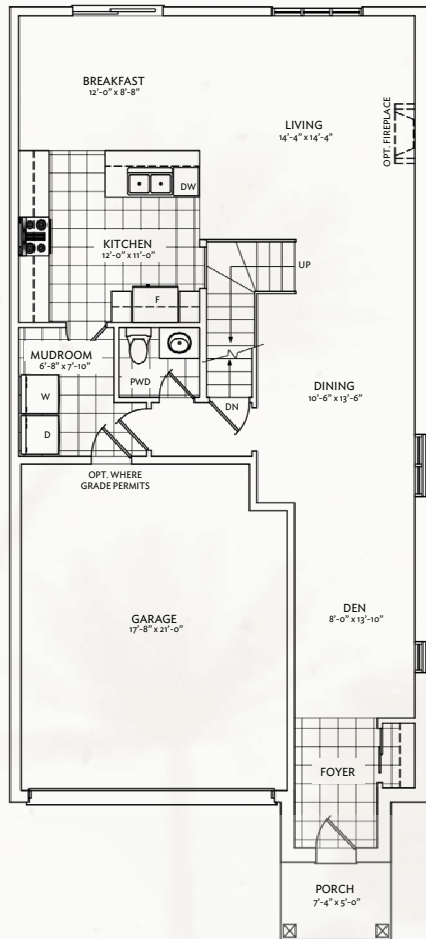 BREAKFAST
12'-0" x 8'-8"
LIVING
14'-4" x 14'-4"
OPT. FIREPLACE
DW
KITCHEN
12'-0" x 11'-0"
UP
F
MUDROOM
6'-8" x 7'-10"
PWD
W
DINING
10'-6" x 13'-6"
DN
D
OPT. WHERE
GRADE PERMITS
DEN
8'-0" x 13'-10"
GARAGE
17'-8" x 21'-0"
FOYER
PORCH
7'-4" x 5'-0"